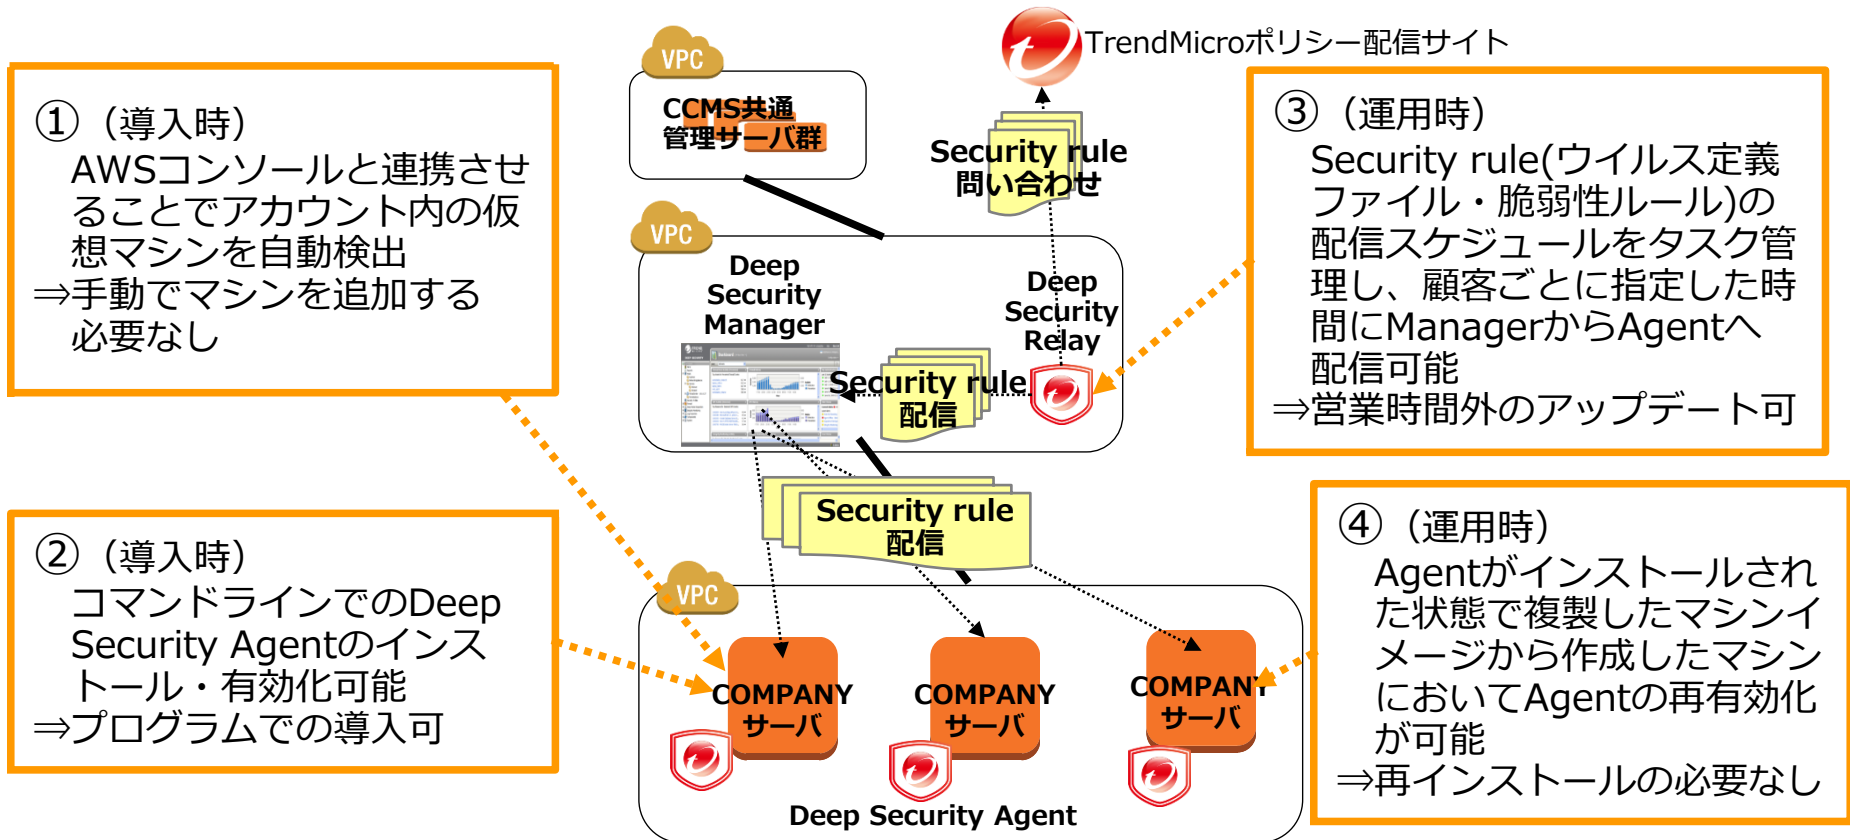 ①（導入時）
AWSコンソールと連携させ
ることでアカウント内の仮
想マシンを自動検出
⇒手動でマシンを追加する
必要なし
②（導入時）
コマンドラインでのDeep
Security Agentのインス
トール・有効化可能
⇒プログラムでの導入可
VPC
CCMS共通
管理サーバ群
TrendMicroポリシー配信サイト
Security rule
問い合わせ
VPC
Deep
Security
Manager
Deep
Security
Relay
Security rule
配信
Security rule
配信
VPC
COMPANY
サーバ
COMPANY
サーバ
COMPANY
サーバ
Deep Security Agent
③（運用時）
Security rule(ウイルス定義
ファイル・脆弱性ルール)の
配信スケジュールをタスク管
理し、顧客ごとに指定した時
間にManagerからAgentへ
配信可能
⇒営業時間外のアップデート可
④（運用時）
Agentがインストールされ
た状態で複製したマシンイ
メージから作成したマシン
においてAgentの再有効化
が可能
⇒再インストールの必要なし